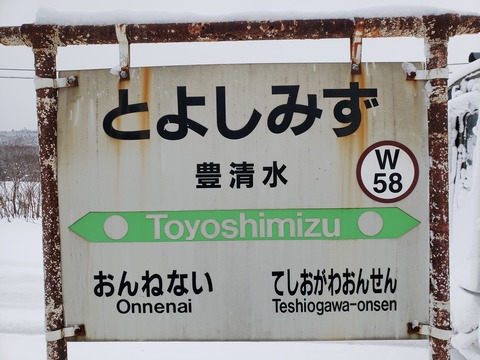 とよしみず
豊清水
W
58
Toyoshimizu
おんねない
Onnenai
てしおがわおんせん
Teshiogawa-onsen